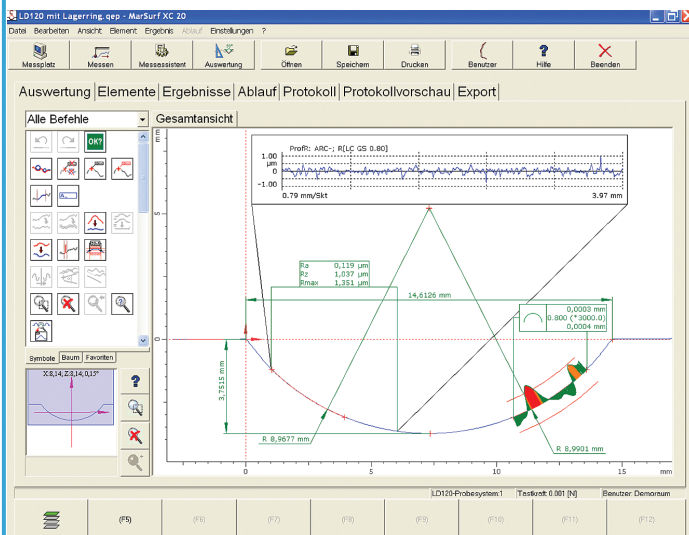 LD120 mit Lagerring.qep - MarSurf XC 20
Datei Bearbeiten Ansicht Element Ergebnis Ablauf Einstellungen ?
Messplatz Messen Messassistent Auswertung Öffnen Speichern Drucken Benutzer Hilfe Beenden
Auswertung Elemente Ergebnisse Ablauf Protokoll Protokollvorschau Export
Alle Befehle
Gesamtansicht
OK?
mm
ProfR: ARC-; R[LC GS 0.80]
1.00
µm
0
-1.00
0.79 mm/Skt 3.97 mm
5
Ra 0,119 µm
Rz 1,037 µm
Rmax 1,351 µm
14,6126 mm
0,0003 mm
0.800 (*3000.0)
0,0004 mm
0
3,7515 mm
R 8,9677 mm
R 8,9901 mm
0 5 10 15 mm
Symbole Baum Favoriten
X:8,14, Z:8,14; 0,15°
LD120-Probesystem:1 Testkraft 0.001 [N] Benutzer: Demoraum
(F5) (F6) (F7) (F8) (F9) (F10) (F11) (F12)